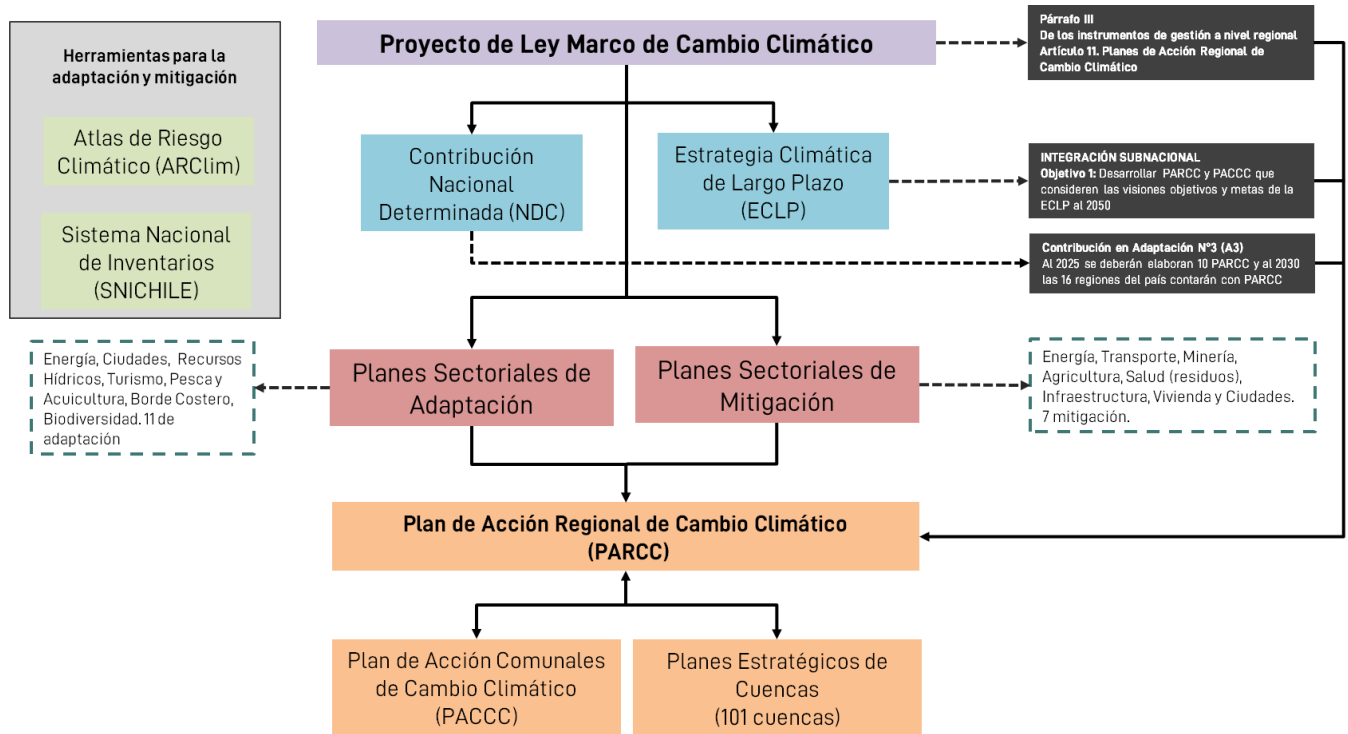 Herramientas para la
adaptación y mitigación
Atlas de Riesgo
Climático (ARClim)
Sistema Nacional
de Inventarios
(SNICHILE)
Proyecto de Ley Marco de Cambio Climático
Párrafo III
De los instrumentos de gestión a nivel regional
Artículo 11. Planes de Acción Regional de
Cambio Climático
Contribución
Nacional
Determinada (NDC)
Estrategia Climática
de Largo Plazo
(ECLP)
INTEGRACIÓN SUBNACIONAL
Objetivo 1: Desarrollar PARCC y PACCC que
consideren las visiones objetivos y metas de la
ECLP al 2050
Contribución en Adaptación N°3 (A3)
Al 2025 se deberán elaboran 10 PARCC y al 2030
las 16 regiones del país contarán con PARCC
Energía, Ciudades, Recursos
Hídricos, Turismo, Pesca y
Acuicultura, Borde Costero,
Biodiversidad. 11 de
adaptación
Planes Sectoriales de
Adaptación
Planes Sectoriales de
Mitigación
Energía, Transporte, Minería,
Agricultura, Salud (residuos),
Infraestructura, Vivienda y Ciudades.
7 mitigación.
Plan de Acción Regional de Cambio Climático
(PARCC)
Plan de Acción Comunales
de Cambio Climático
(PACCC)
Planes Estratégicos de
Cuencas
(101 cuencas)